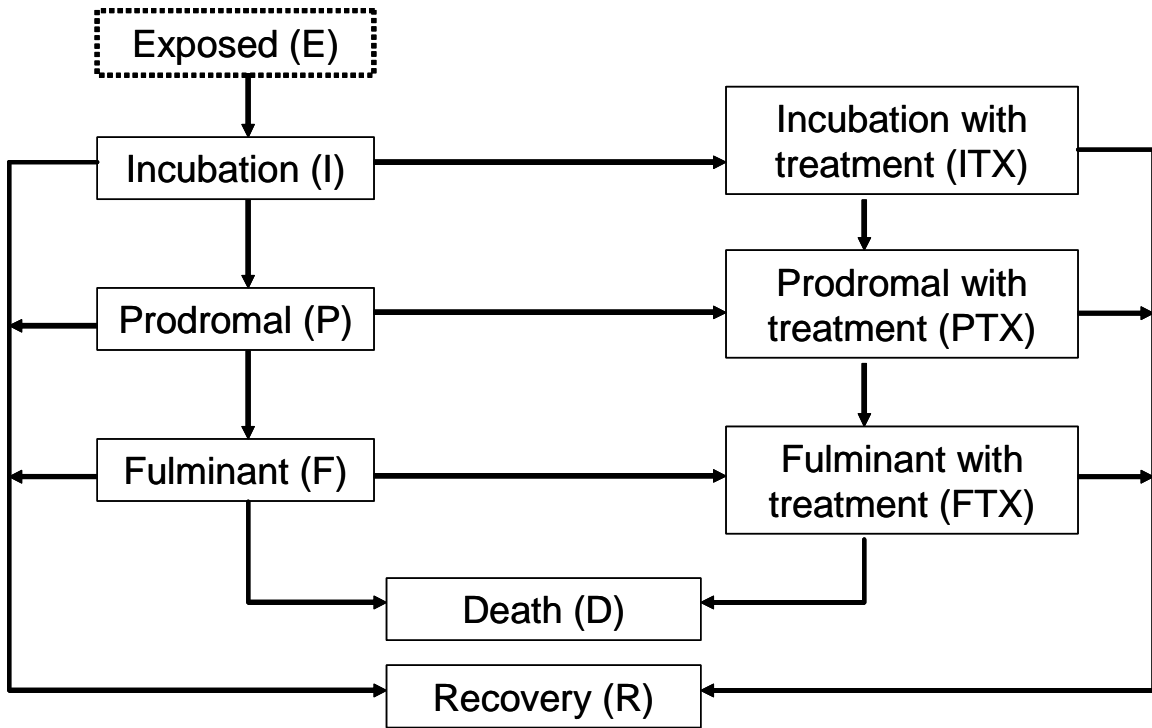 Exposed (E)
Incubation (I)
Incubation with
treatment (ITX)
Prodromal (P)
Prodromal with
treatment (PTX)
Fulminant (F)
Fulminant with
treatment (FTX)
Death (D)
Recovery (R)